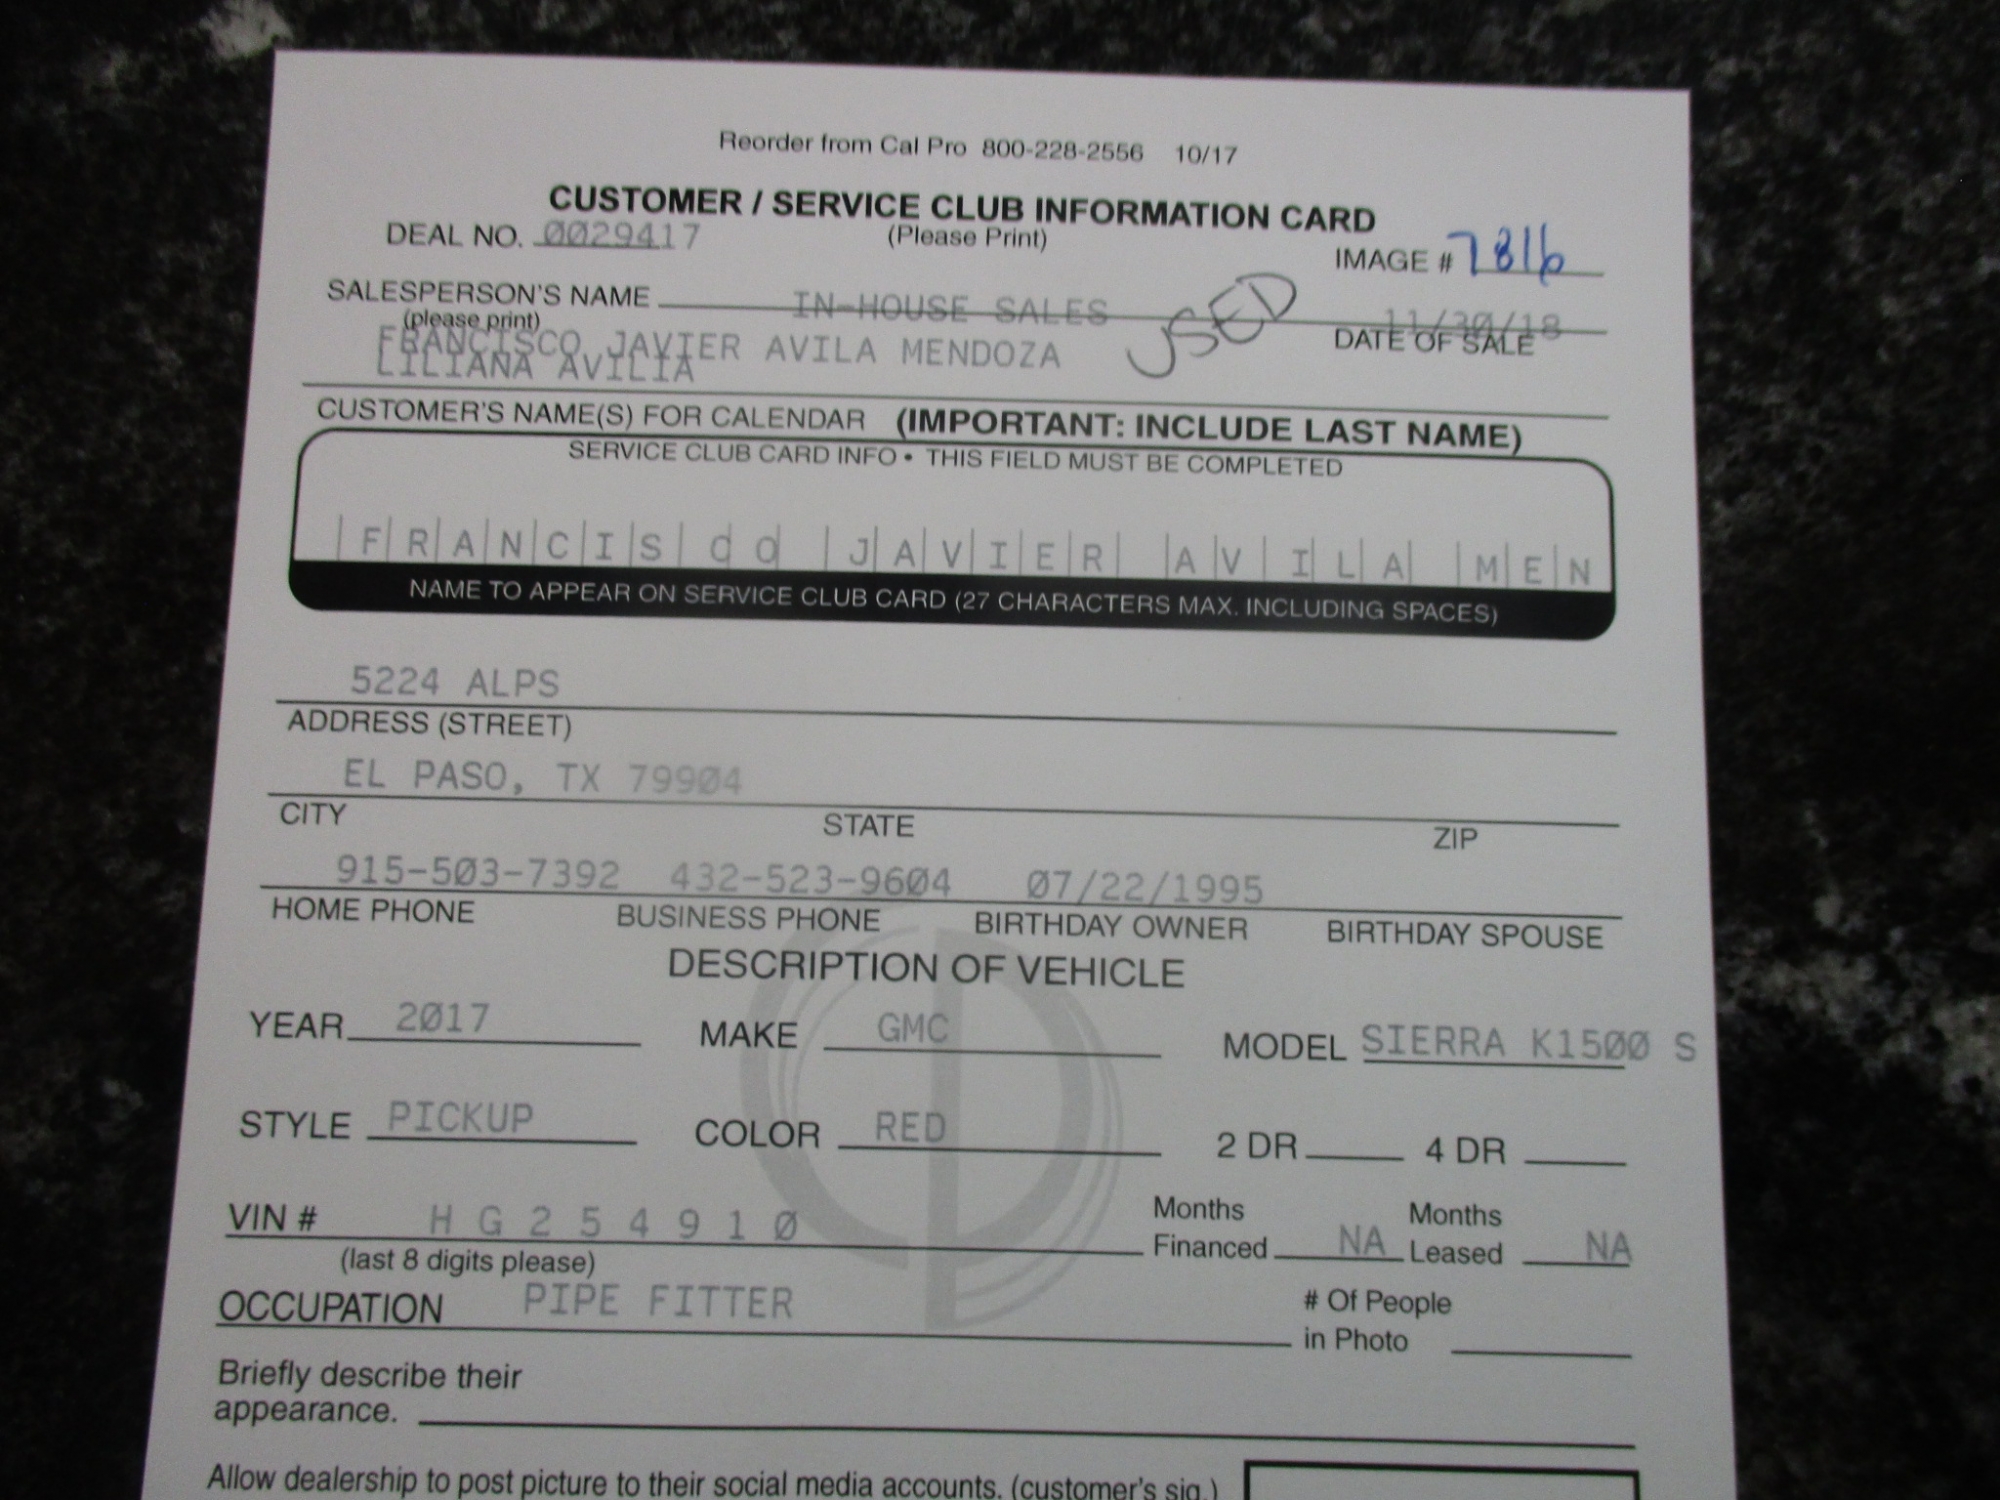 Reorder from Cal Pro 800-228-2556 10/17
CUSTOMER / SERVICE CLUB INFORMATION CARD
DEAL NO. 0029417 (Please Print)
IMAGE # 7816
SALESPERSON'S NAME IN-HOUSE SALES USED 11/30/18
(please print) DATE OF SALE
FRANCISCO JAVIER AVILA MENDOZA
LILIANA AVILIA
CUSTOMER'S NAME(S) FOR CALENDAR (IMPORTANT: INCLUDE LAST NAME)
SERVICE CLUB CARD INFO • THIS FIELD MUST BE COMPLETED
FRANCISCO JAVIER AVILA MEN
NAME TO APPEAR ON SERVICE CLUB CARD (27 CHARACTERS MAX. INCLUDING SPACES)
5224 ALPS
ADDRESS (STREET)
EL PASO, TX 79904
CITY STATE ZIP
915-503-7392 432-523-9604 07/22/1995
HOME PHONE BUSINESS PHONE BIRTHDAY OWNER BIRTHDAY SPOUSE
DESCRIPTION OF VEHICLE
YEAR 2017 MAKE GMC MODEL SIERRA K1500 S
STYLE PICKUP COLOR RED 2 DR 4 DR
VIN # HG254910 Months Financed NA Months Leased NA
(last 8 digits please)
OCCUPATION PIPE FITTER # Of People in Photo
Briefly describe their
appearance.
Allow dealership to post picture to their social media accounts. (customer's sig.)